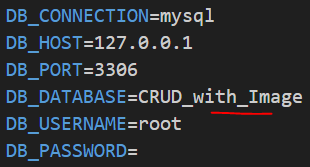 DB_CONNECTION=mysql
DB_HOST=127.0.0.1
DB_PORT=3306
DB_DATABASE=CRUD_with_Image
DB_USERNAME=root
DB_PASSWORD=